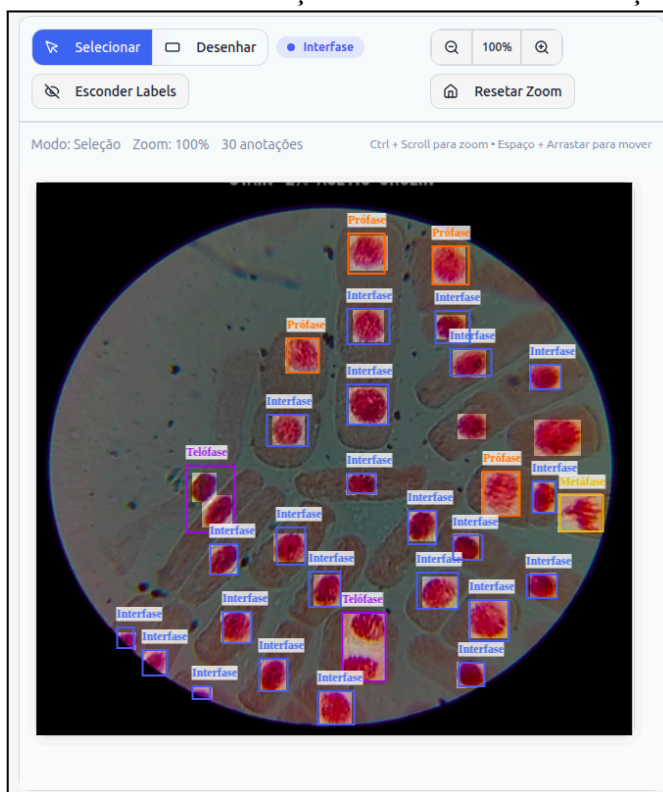 Selecionar Desenhar Interfase 100%
Esconder Labels Resetar Zoom
Modo: Seleção Zoom: 100% 30 anotações Ctrl + Scroll para zoom • Espaço + Arrastar para mover
Prófase
Prófase
Interfase
Interfase
Prófase
Interfase
Interfase
Interfase
Interfase
Telófase
Interfase
Prófase
Interfase
Metáfase
Interfase
Interfase
Interfase
Interfase
Interfase
Interfase
Interfase
Interfase
Interfase
Telófase
Interfase
Interfase
Interfase
Interfase
Interfase
Interfase
Interfase